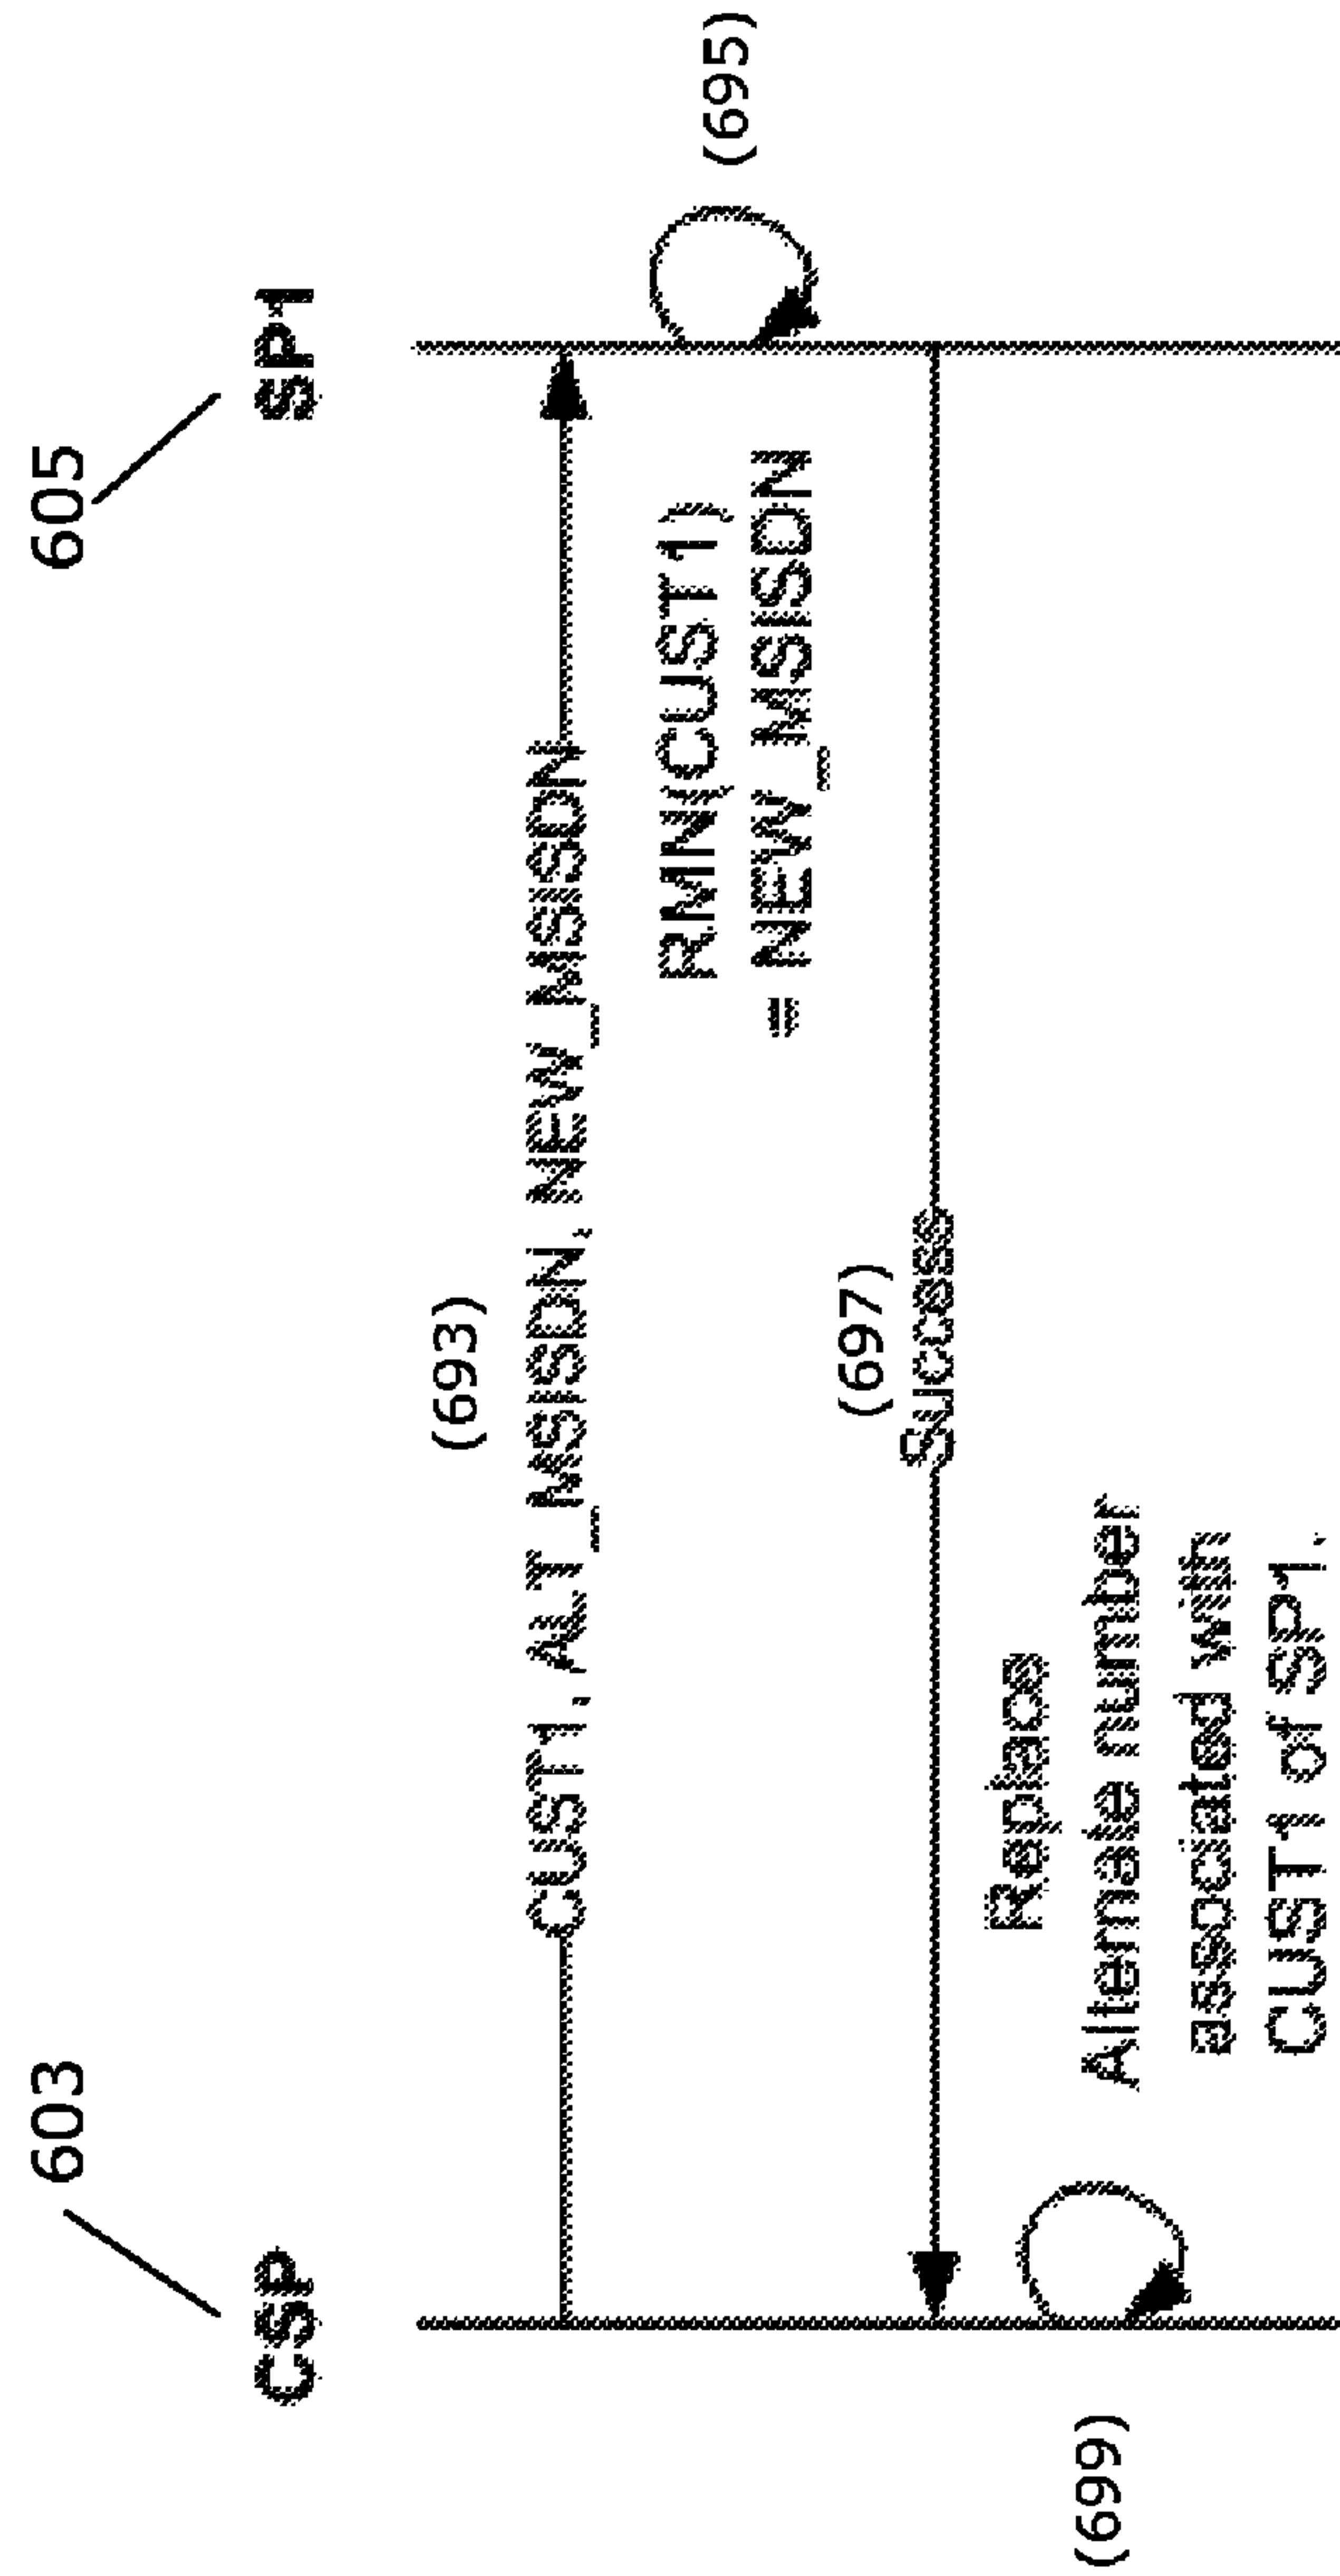 603
605
CSP
SP1
(693)
CUST1, ALT_MSISDN, NEW_MSISDN
RMN(CUST1)
= NEW_MSISDN
(695)
(697)
Success
Replace
Alternate number
associated with
CUST1 of SP1.
(699)